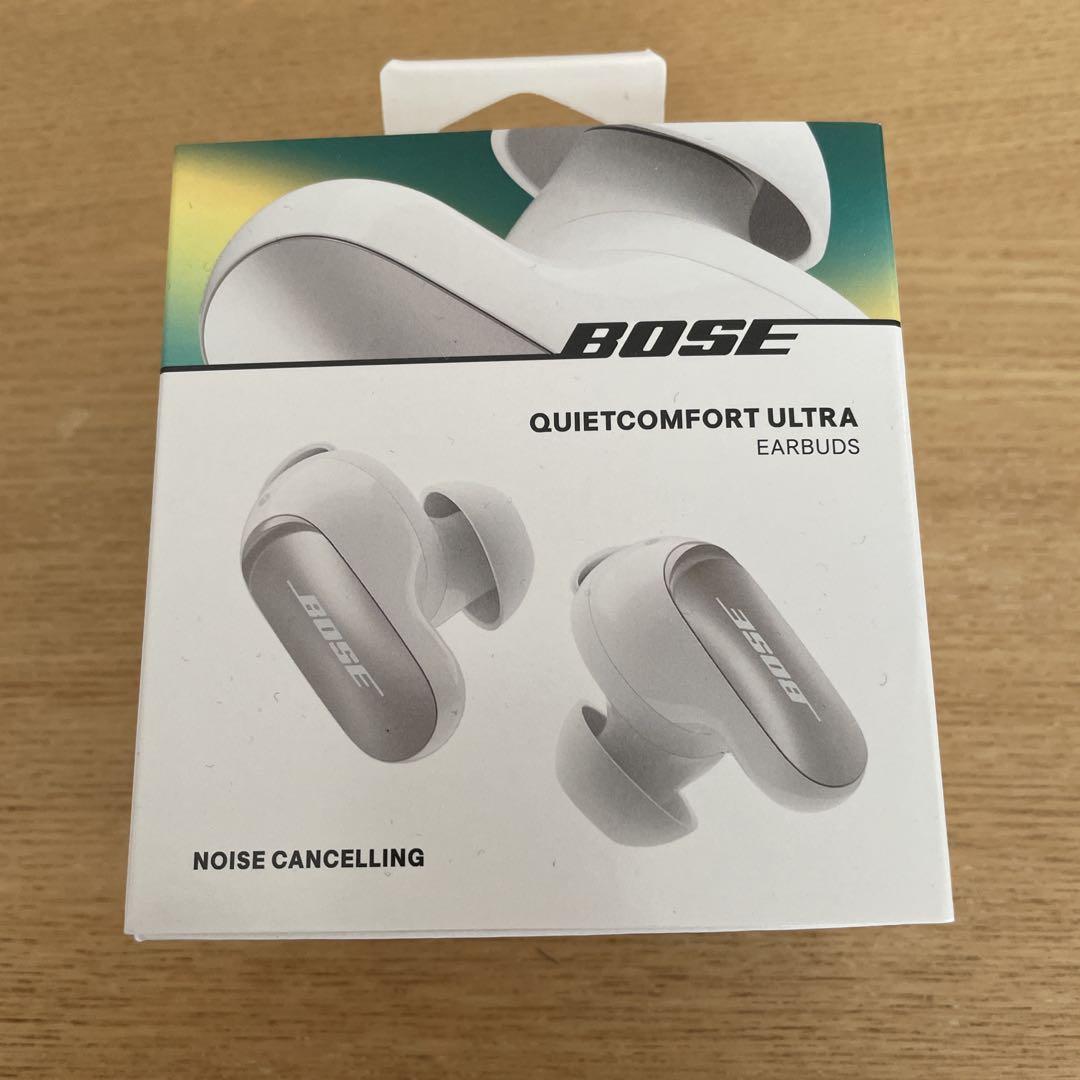 BOSE
QUIETCOMFORT ULTRA
EARBUDS
BOSE
BOSE
NOISE CANCELLING